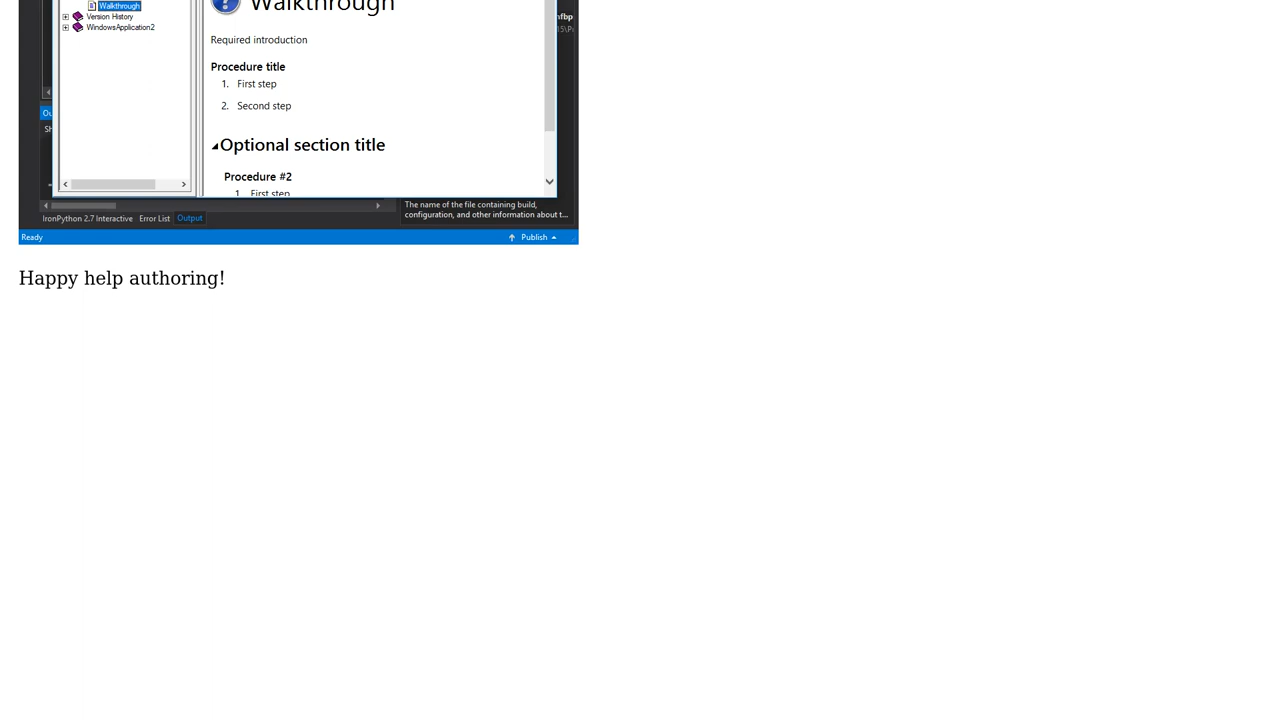 Walkthrough
Version History
WindowsApplication2
Walkthrough
Required introduction
Procedure title
1. First step
2. Second step
Optional section title
Procedure #2
1. First step
The name of the file containing build,
configuration, and other information about t...
IronPython 2.7 Interactive Error List Output
Ready
Publish
Happy help authoring!